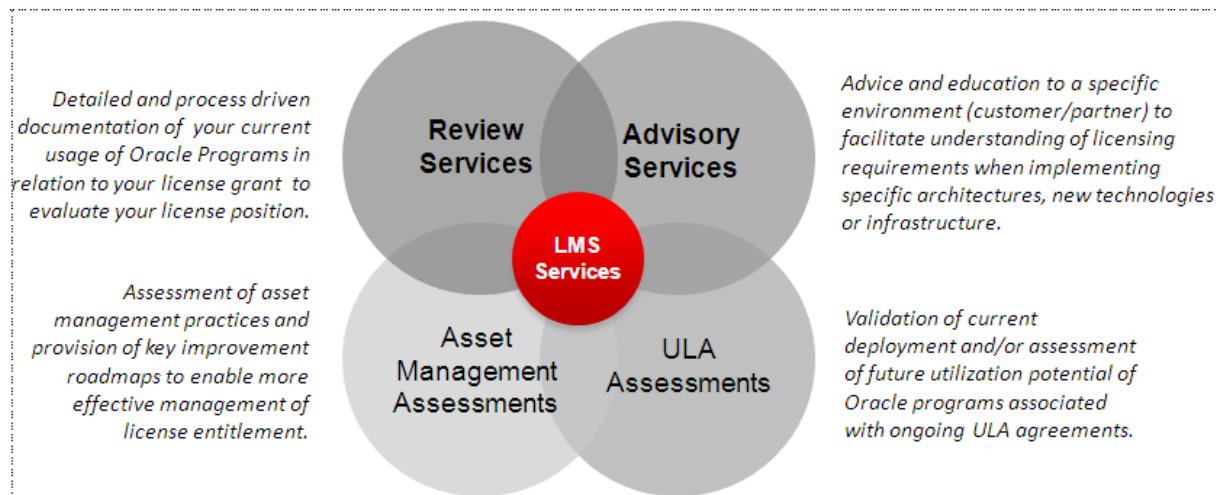 Detailed and process driven
documentation of your current
usage of Oracle Programs in
relation to your license grant to
evaluate your license position.
Review
Services
Advisory
Services
Advice and education to a specific
environment (customer/partner) to
facilitate understanding of licensing
requirements when implementing
specific architectures, new technologies
or infrastructure.
LMS
Services
Assessment of asset
management practices and
provision of key improvement
roadmaps to enable more
effective management of
license entitlement.
Asset
Management
Assessments
ULA
Assessments
Validation of current
deployment and/or assessment
of future utilization potential of
Oracle programs associated
with ongoing ULA agreements.